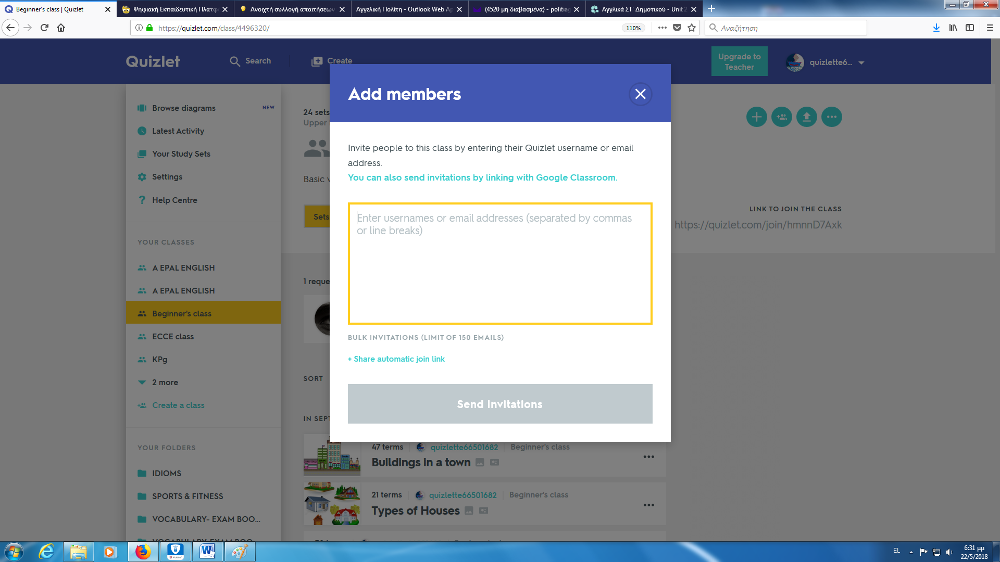 Beginner's class | Quizlet
Ψηφιακή Εκπαιδευτική Πλατφ
Ανοιχτή συλλογή απαιτήσεων
Αγγελική Πολίτη - Outlook Web Ap
(4520 μη διαβασμένα) - politiag
Αγγλικά ΣΤ' Δημοτικού - Unit 2
https://quizlet.com/class/4496320/
110%
Αναζήτηση
Quizlet
Search
Create
Upgrade to
Teacher
quizlette6...
Browse diagrams
NEW
Latest Activity
Your Study Sets
Settings
Help Centre
YOUR CLASSES
A EPAL ENGLISH
A EPAL ENGLISH
Beginner's class
ECCE class
KPg
2 more
Create a class
YOUR FOLDERS
IDIOMS
SPORTS & FITNESS
VOCABULARY- EXAM BOO...
24 sets
Upper
Basic
Sets
1 reque
SORT
IN SEPT
Add members
Invite people to this class by entering their Quizlet username or email
address.
You can also send invitations by linking with Google Classroom.
Enter usernames or email addresses (separated by commas
or line breaks)
BULK INVITATIONS (LIMIT OF 150 EMAILS)
+ Share automatic join link
Send Invitations
LINK TO JOIN THE CLASS
https://quizlet.com/join/hmnnD7Axk
47 terms
quizlette66501682
Beginner's class
Buildings in a town
21 terms
quizlette66501682
Beginner's class
Types of Houses
EL
6:31 μμ
22/5/2018